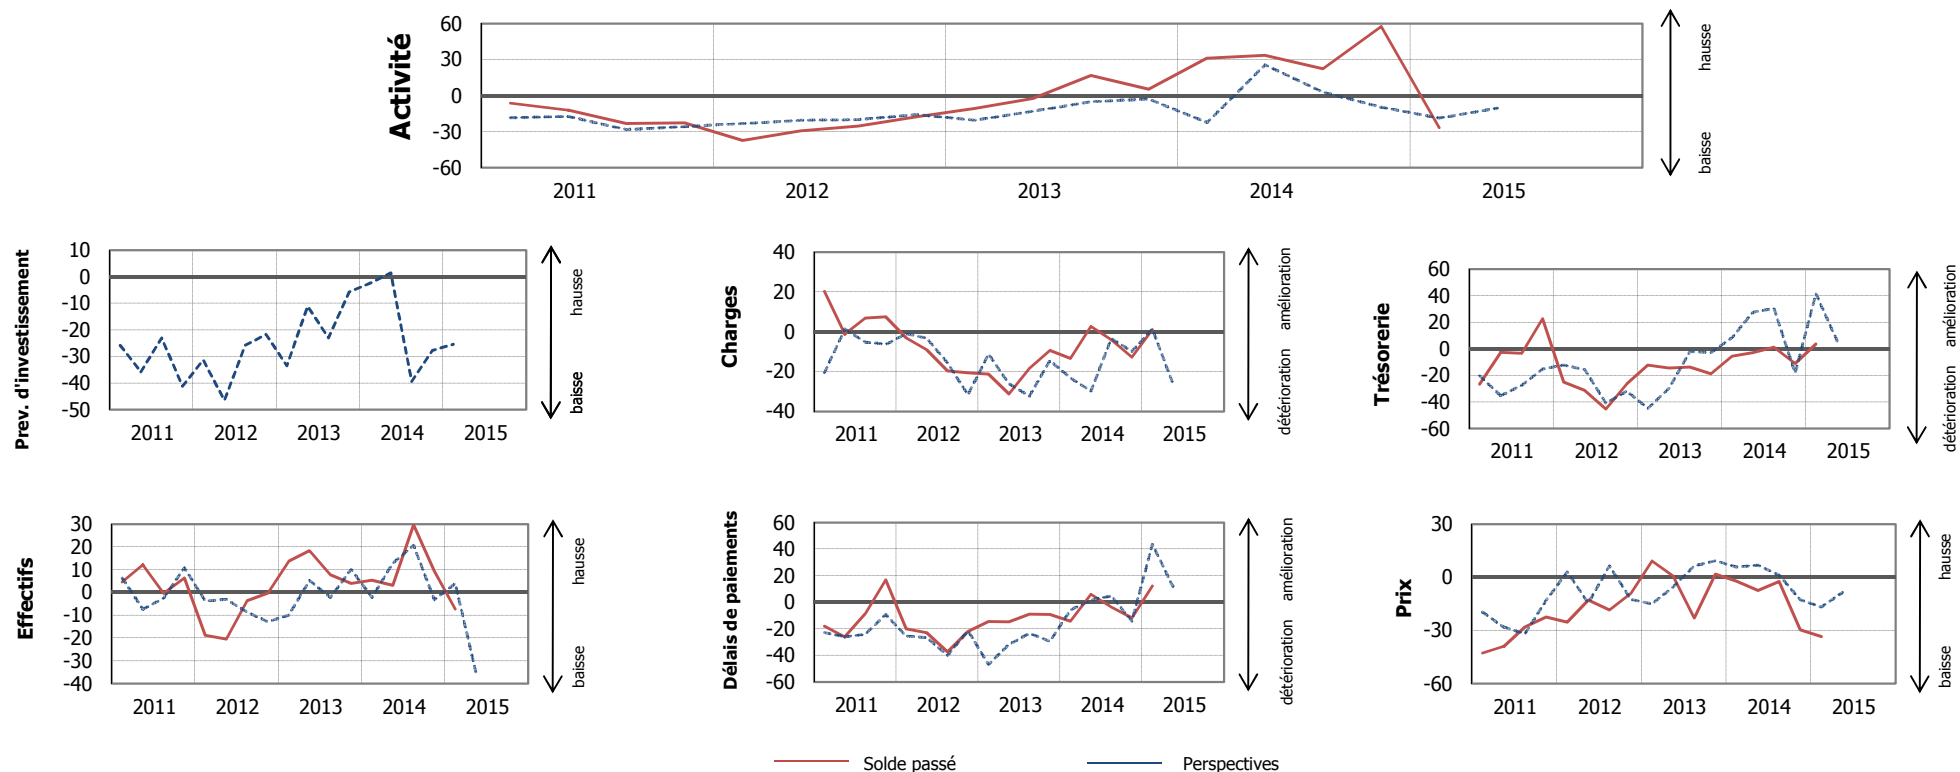 Activité
60
30
0
-30
-60
2011 2012 2013 2014 2015
hausse
baisse
Prev. d'investissement
10
0
-10
-20
-30
-40
-50
2011 2012 2013 2014 2015
hausse
baisse
Charges
40
20
0
-20
-40
2011 2012 2013 2014 2015
amélioration
détérioration
Trésorerie
60
40
20
0
-20
-40
-60
2011 2012 2013 2014 2015
amélioration
détérioration
Effectifs
30
20
10
0
-10
-20
-30
-40
2011 2012 2013 2014 2015
hausse
baisse
Délais de paiements
60
40
20
0
-20
-40
-60
2011 2012 2013 2014 2015
amélioration
détérioration
Prix
30
0
-30
-60
2011 2012 2013 2014 2015
hausse
baisse
Solde passé Perspectives